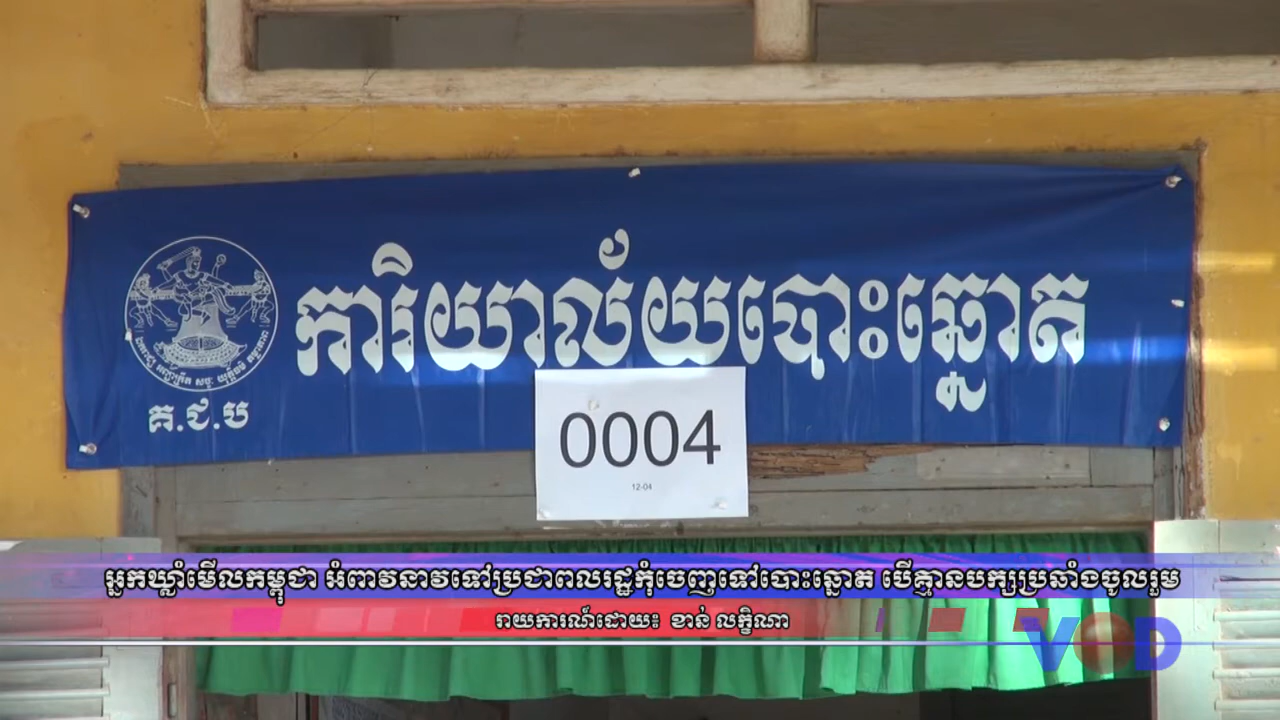 ការិយាល័យបោះឆ្នោត
គ.ជ.ប
0004
12-04
អ្នកឃ្លាំមើលកម្ពុជា អំពាវនាវទៅប្រជាពលរដ្ឋកុំចេញទៅបោះឆ្នោត បើគ្មានបក្សប្រឆាំងចូលរួម
រាយការណ៍ដោយ៖ ខាន់ លក្ខិណា
VOD